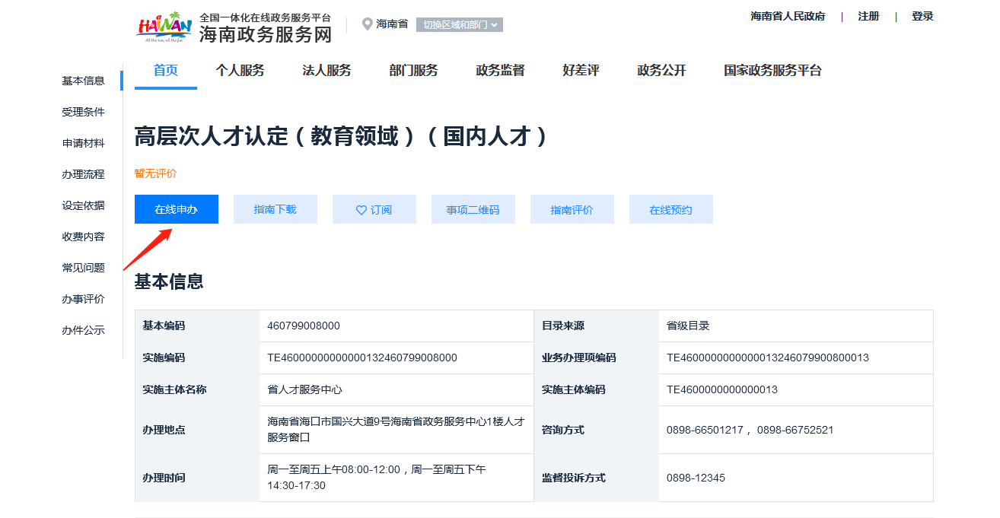 海南省人民政府 | 注册 | 登录
全国一体化在线政务服务平台
HAINAN
海南政务服务网
海南省 切换区域和部门
首页 个人服务 法人服务 部门服务 政务监督 好差评 政务公开 国家政务服务平台
基本信息
受理条件
申请材料
办理流程
设定依据
收费内容
常见问题
办事评价
办件公示
高层次人才认定（教育领域）（国内人才）
暂无评价
在线申办 指南下载 订阅 事项二维码 指南评价 在线预约
基本信息
基本编码 460799008000 目录来源 省级目录
实施编码 TE46000000000000132460799008000 业务办理项编码 TE4600000000000013246079900800013
实施主体名称 省人才服务中心 实施主体编码 TE4600000000000013
办理地点 海南省海口市国兴大道9号海南省政务服务中心1楼人才
服务窗口 咨询方式 0898-66501217 ，0898-66752521
办理时间 周一至周五上午08:00-12:00，周一至周五下午
14:30-17:30 监督投诉方式 0898-12345